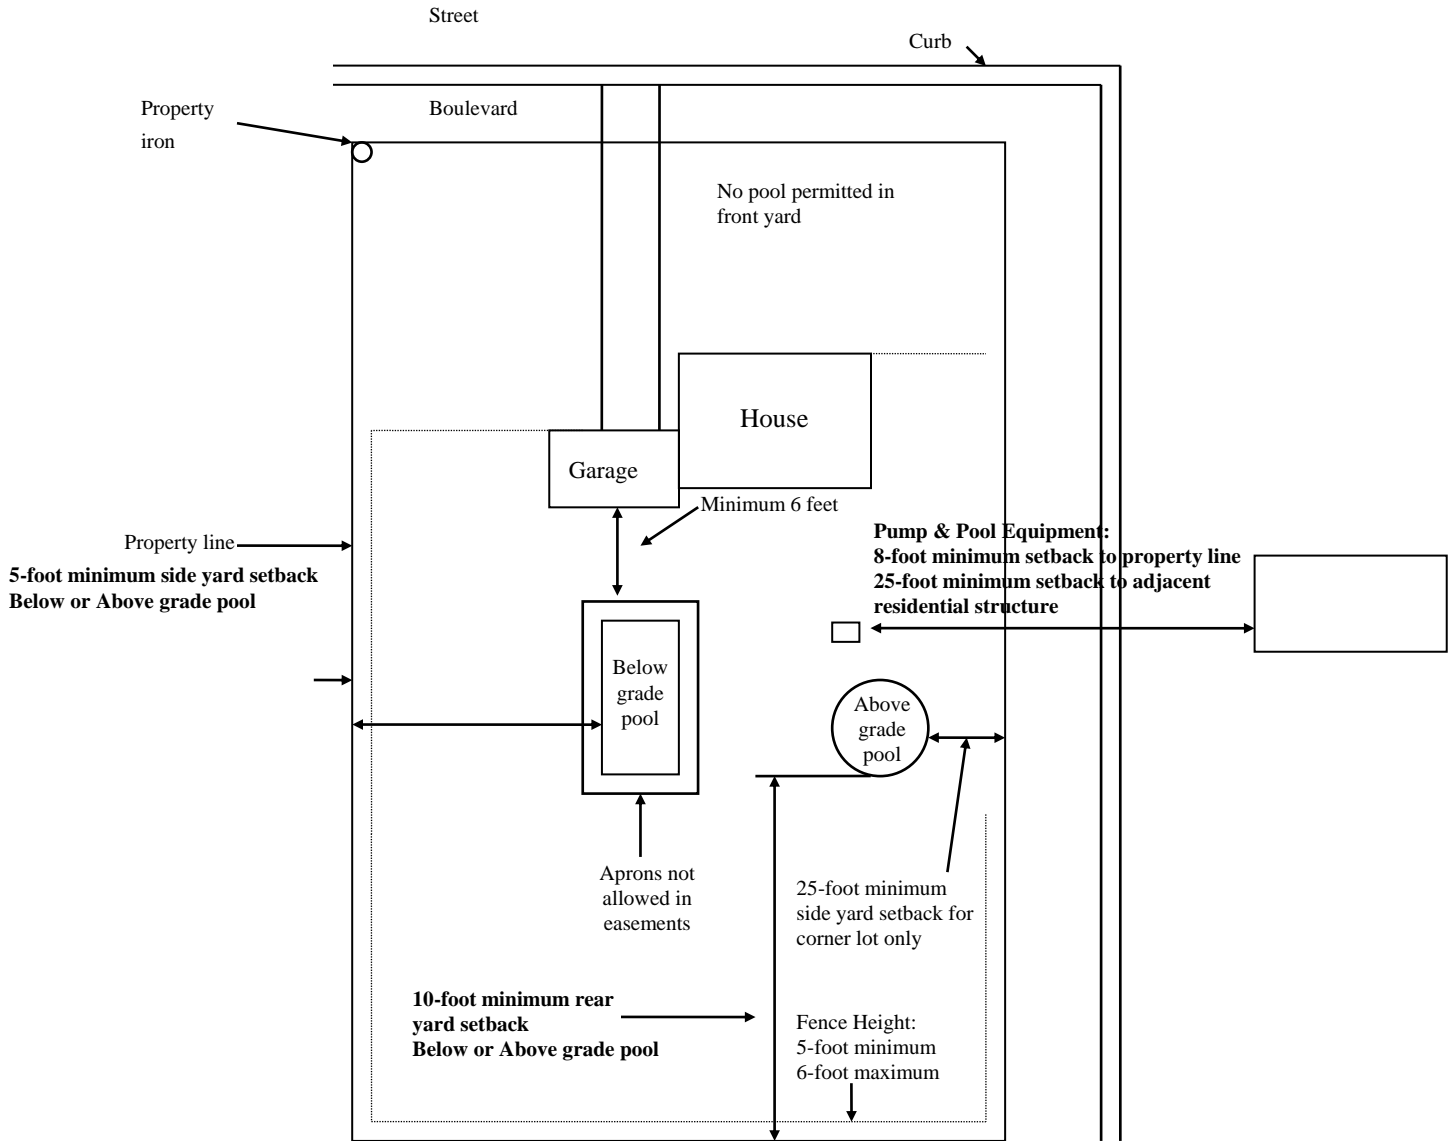 Street
Curb
Property
iron
Boulevard
No pool permitted in
front yard
House
Garage
Minimum 6 feet
Property line
5-foot minimum side yard setback
Below or Above grade pool
Pump & Pool Equipment:
8-foot minimum setback to property line
25-foot minimum setback to adjacent
residential structure
Below
grade
pool
Above
grade
pool
Aprons not
allowed in
easements
25-foot minimum
side yard setback for
corner lot only
10-foot minimum rear
yard setback
Below or Above grade pool
Fence Height:
5-foot minimum
6-foot maximum